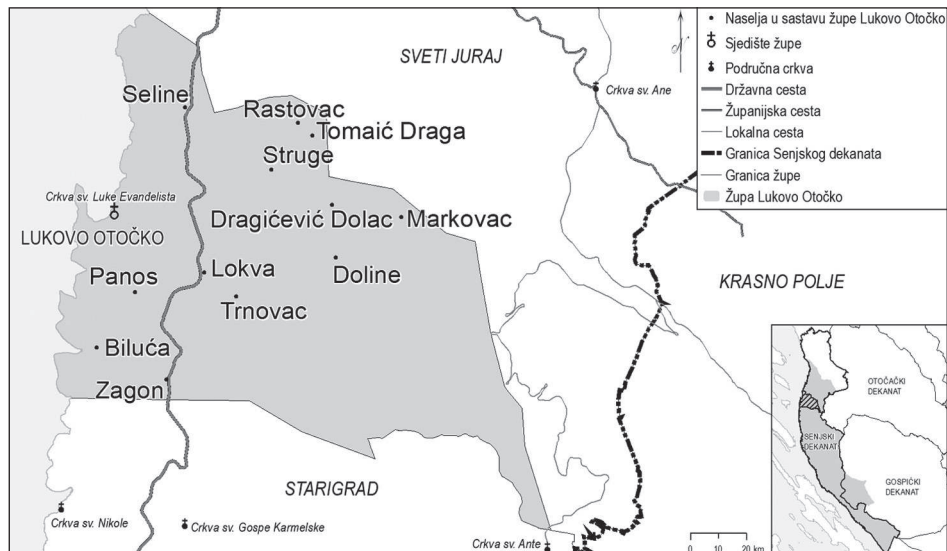 Naselja u sastavu župe Lukovo Otočko
Sjedište župe
Područna crkva
Državna cesta
Županijska cesta
Lokalna cesta
Granica Senjskog dekanata
Granica župe
Župa Lukovo Otočko
SVETI JURAJ
Crkva sv. Ane
Seline
Rastovac
Tomaić Draga
Struge
Crkva sv. Luke Evanđelista
LUKOVO OTOČKO
Dragićević Dolac
Markovac
Panos
Lokva
Doline
Trnovac
KRASNO POLJE
Biluća
Zagon
STARIGRAD
Crkva sv. Nikole
Crkva sv. Gospe Karmelske
Crkva sv. Ante
0 10 20 km
OTOČAČKI
DEKANAT
SENJSKI
DEKANAT
GOSPIĆKI
DEKANAT